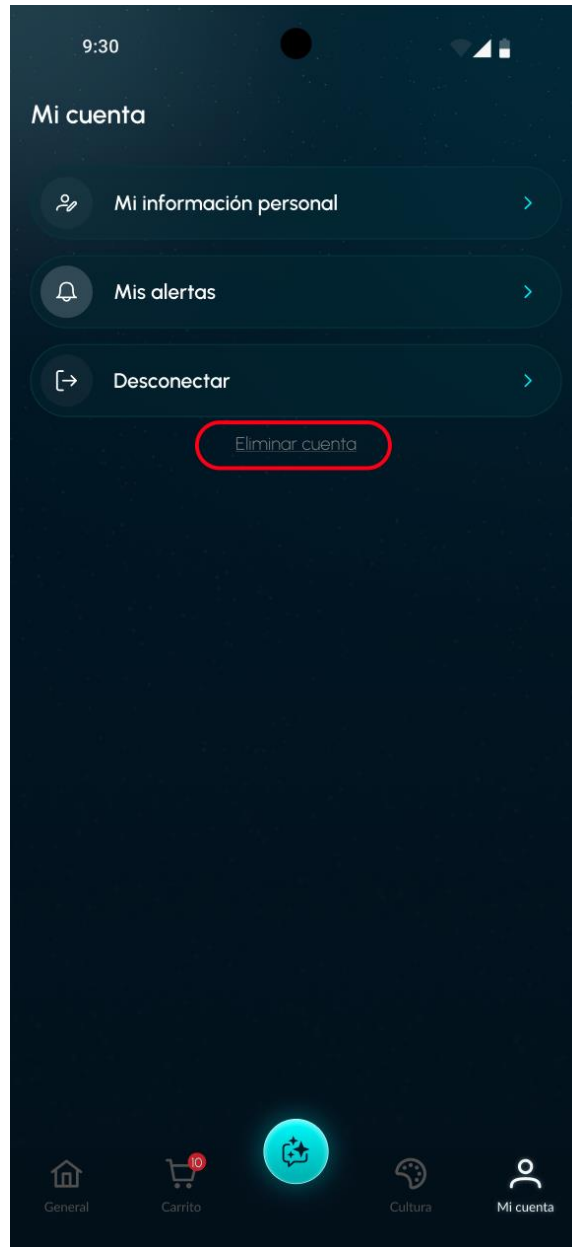 9:30
Mi cuenta
Mi información personal
Mis alertas
Desconectar
Eliminar cuenta
10
General
Carrito
Cultura
Mi cuenta